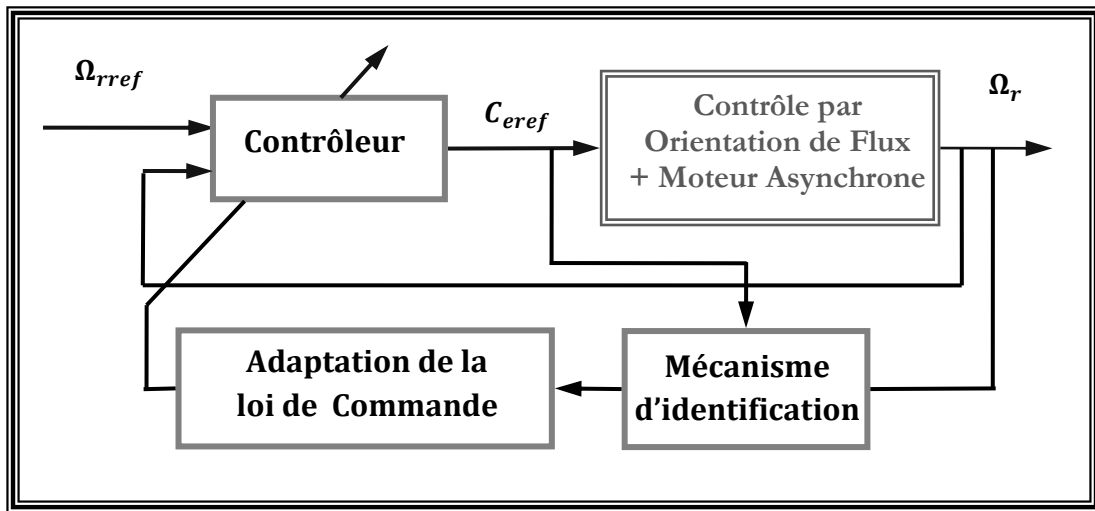 Ω_rref
Contrôleur
C_eref
Contrôle par
Orientation de Flux
+ Moteur Asynchrone
Ω_r
Adaptation de la
loi de Commande
Mécanisme
d'identification